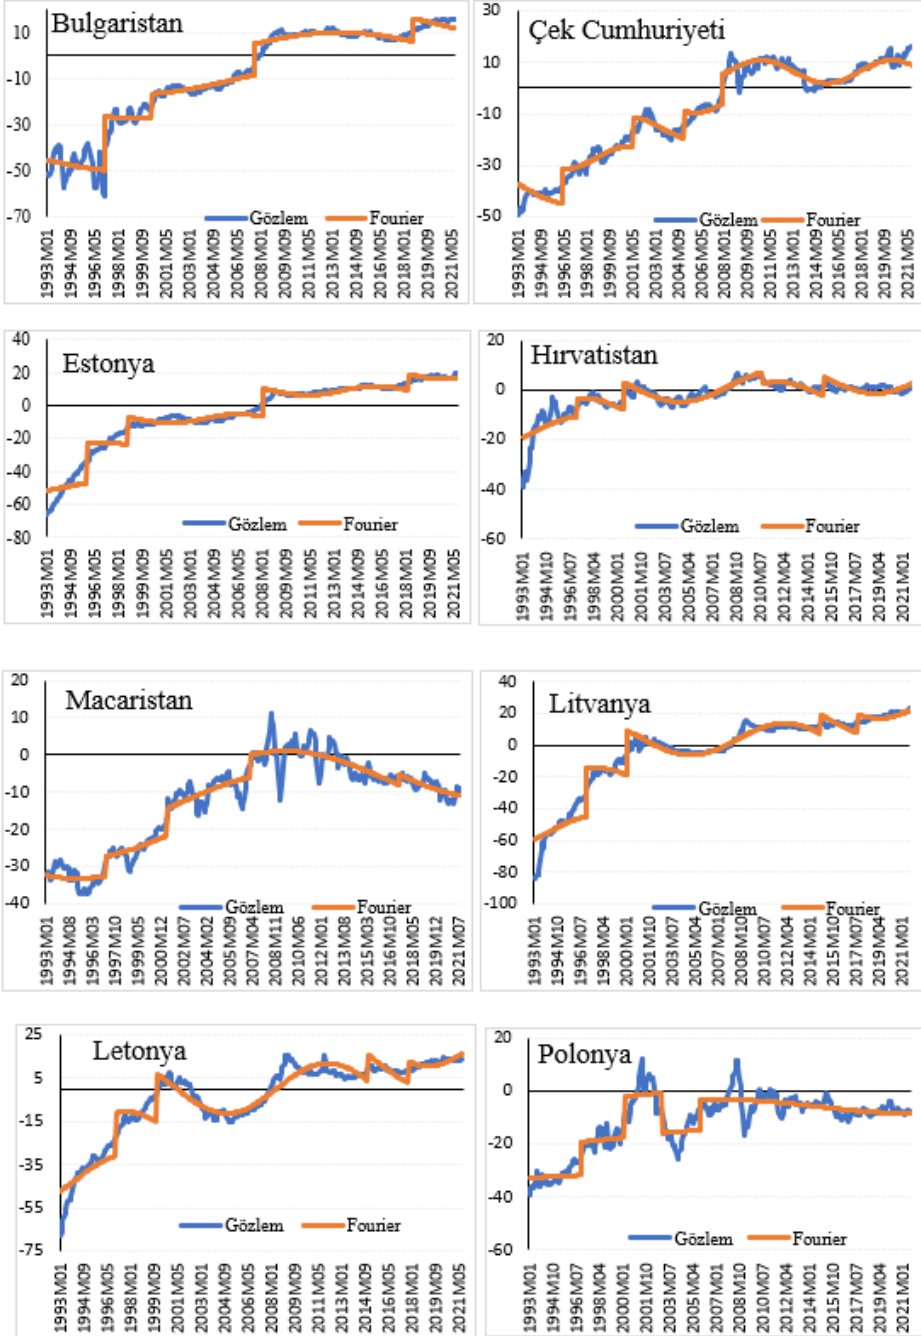 Bulgaristan
10
-10
-30
-50
-70
Gözlem Fourier
1993M01 1994M09 1996M05 1998M01 1999M09 2001M05 2003M01 2004M09 2006M05 2008M01 2009M09 2011M05 2013M01 2014M09 2016M05 2018M01 2019M09 2021M05
Çek Cumhuriyeti
30
10
-10
-30
-50
Gözlem Fourier
1993M01 1994M09 1996M05 1998M01 1999M09 2001M05 2003M01 2004M09 2006M05 2008M01 2009M09 2011M05 2013M01 2014M09 2016M05 2018M01 2019M09 2021M05
Estonya
40
20
0
-20
-40
-60
-80
Gözlem Fourier
1993M01 1994M09 1996M05 1998M01 1999M09 2001M05 2003M01 2004M09 2006M05 2008M01 2009M09 2011M05 2013M01 2014M09 2016M05 2018M01 2019M09 2021M05
Hırvatistan
20
0
-20
-40
-60
Gözlem Fourier
1993M01 1994M10 1996M07 1998M04 2000M01 2001M10 2003M07 2005M04 2007M01 2008M10 2010M07 2012M04 2014M01 2015M10 2017M07 2019M04 2021M01
Macaristan
20
10
0
-10
-20
-30
-40
Gözlem Fourier
1993M01 1994M08 1996M03 1997M10 1999M05 2000M12 2002M07 2004M02 2005M09 2007M04 2008M11 2010M06 2012M01 2013M08 2015M03 2016M10 2018M05 2019M12 2021M07
Litvanya
40
20
0
-20
-40
-60
-80
-100
Gözlem Fourier
1993M01 1994M10 1996M07 1998M04 2000M01 2001M10 2003M07 2005M04 2007M01 2008M10 2010M07 2012M04 2014M01 2015M10 2017M07 2019M04 2021M01
Letonya
25
5
-15
-35
-55
-75
Gözlem Fourier
1993M01 1994M09 1996M05 1998M01 1999M09 2001M05 2003M01 2004M09 2006M05 2008M01 2009M09 2011M05 2013M01 2014M09 2016M05 2018M01 2019M09 2021M05
Polonya
20
0
-20
-40
-60
Gözlem Fourier
1993M01 1994M10 1996M07 1998M04 2000M01 2001M10 2003M07 2005M04 2007M01 2008M10 2010M07 2012M04 2014M01 2015M10 2017M07 2019M04 2021M01